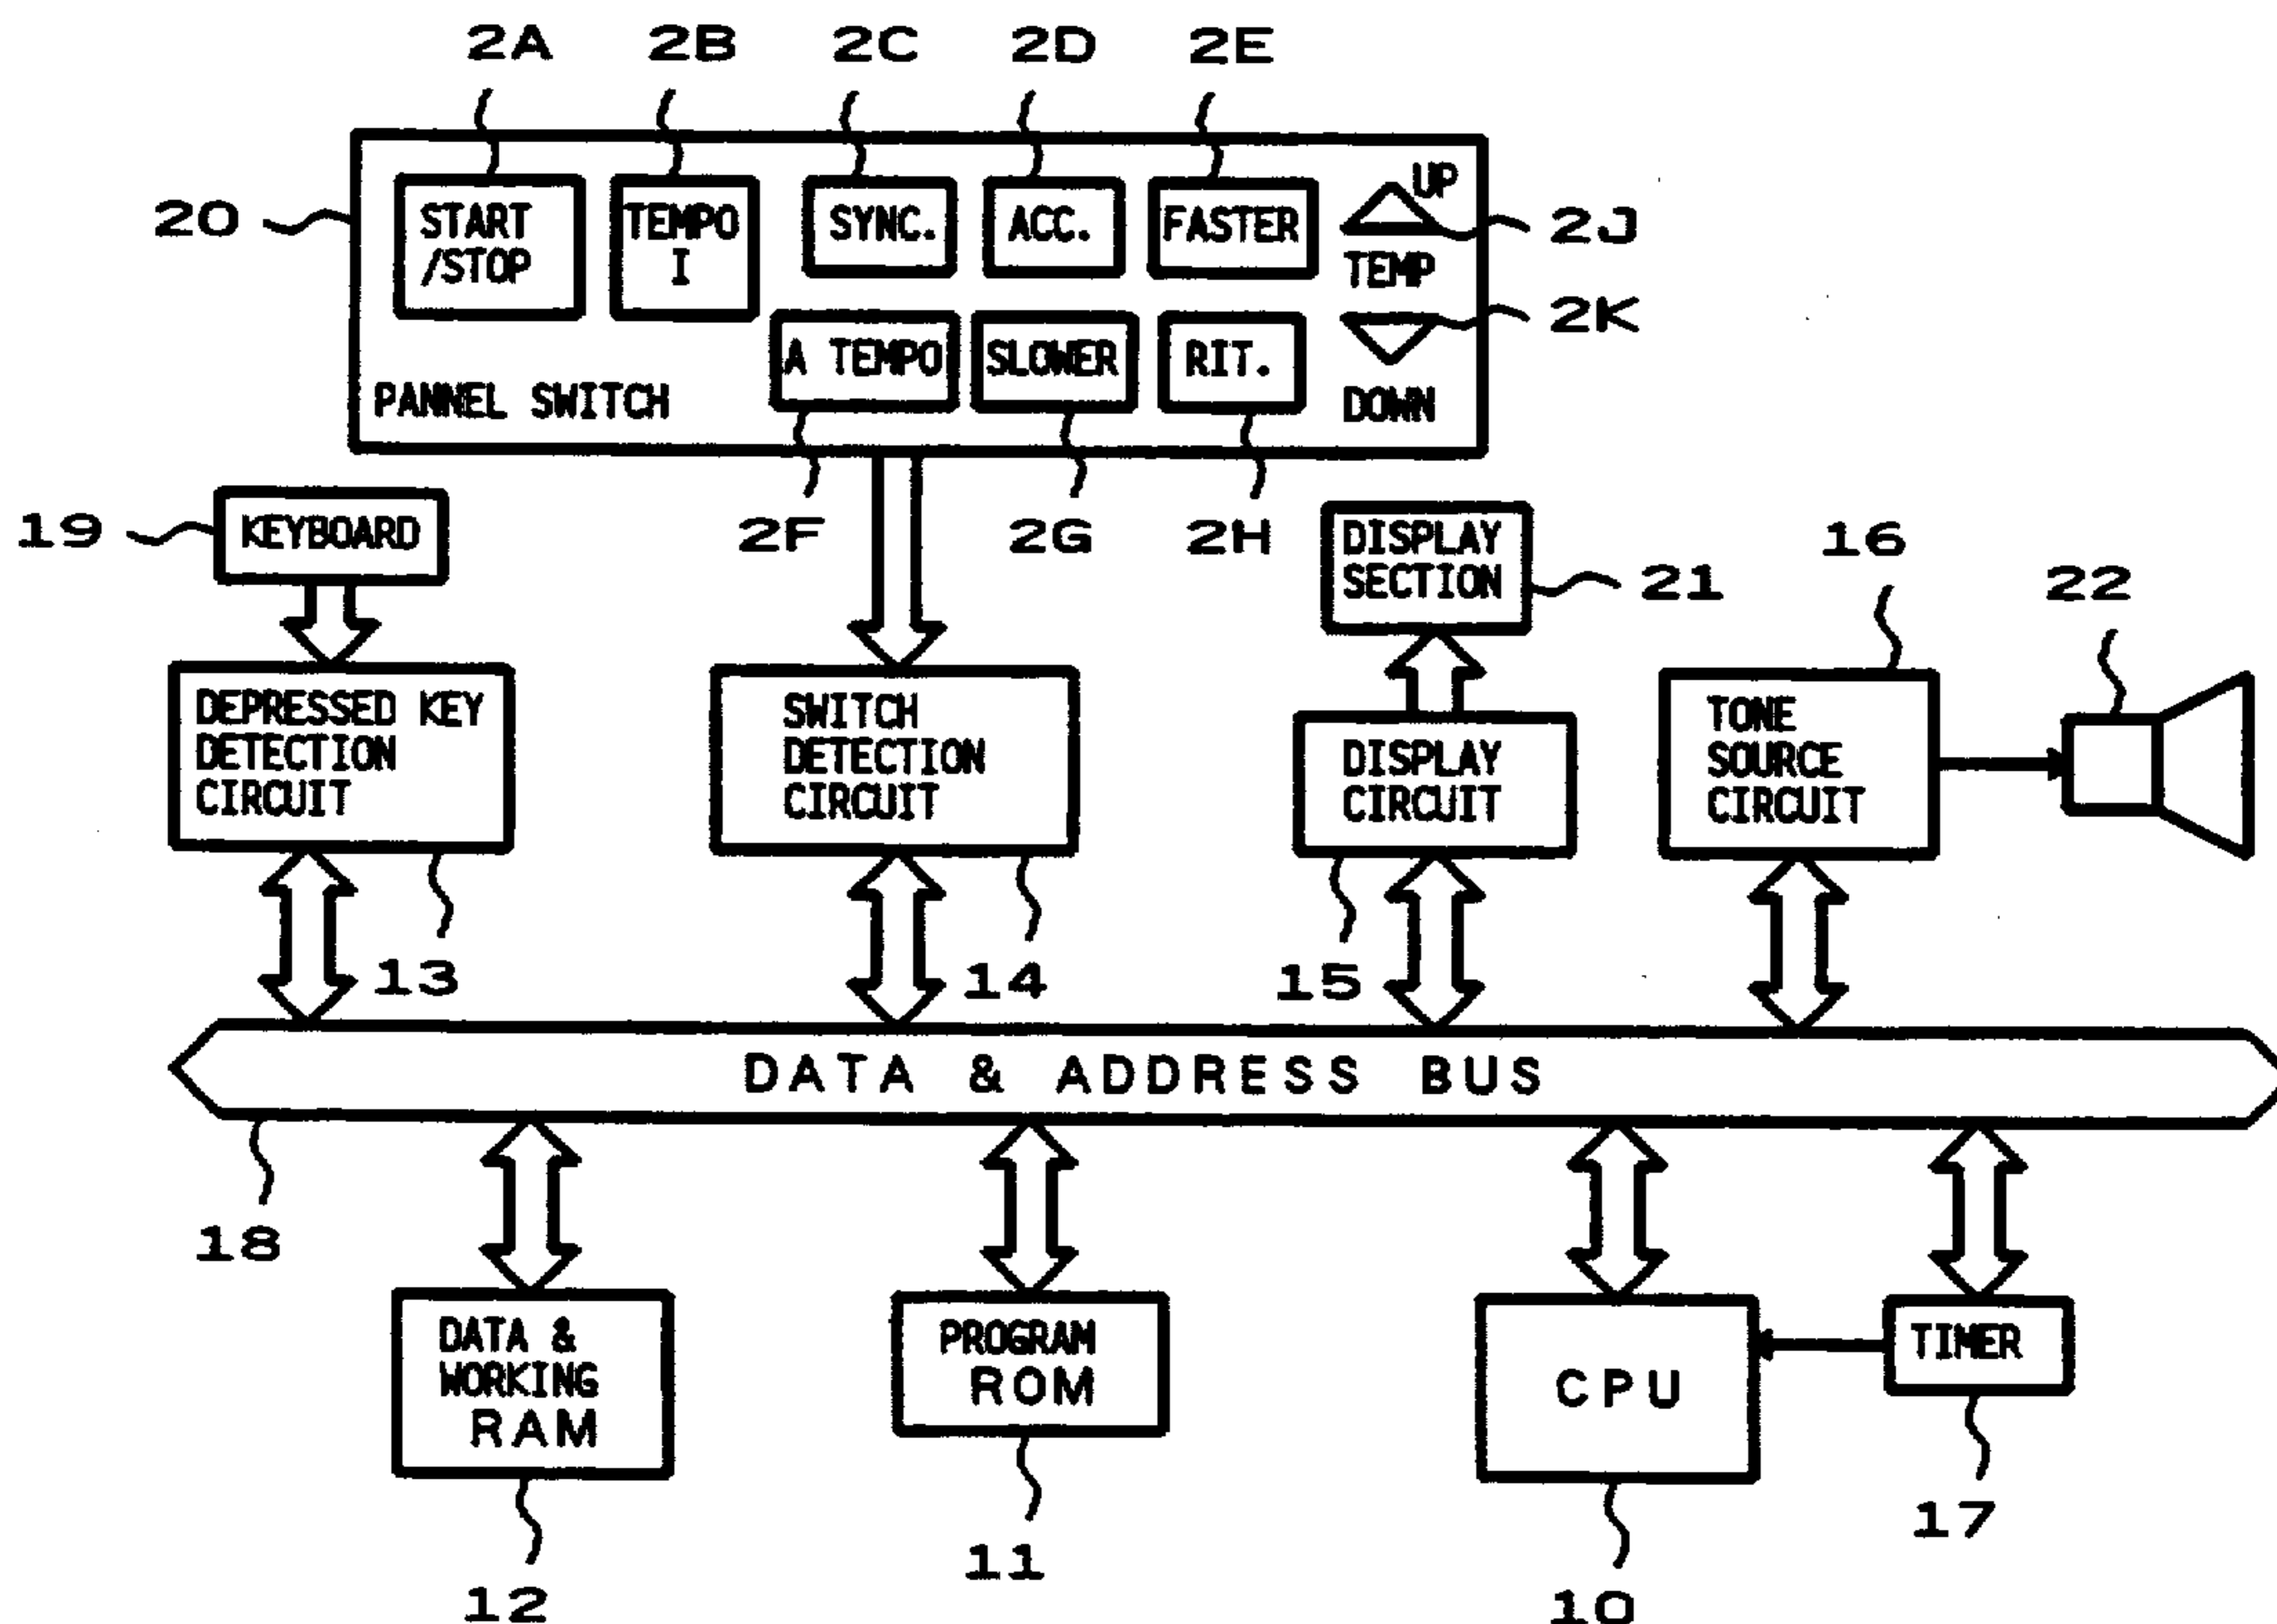 2A 2B 2C 2D 2E
20
START
/STOP
TEMPO
I
SYNC.
ACC.
FASTER
UP
2J
TEMP
2K
DOWN
A TEMPO
SLOWER
RIT.
PANNEL SWITCH
2F
2G
2H
19
KEYBOARD
DISPLAY
SECTION
21
16
22
DEPRESSED KEY
DETECTION
CIRCUIT
SWITCH
DETECTION
CIRCUIT
DISPLAY
CIRCUIT
TONE
SOURCE
CIRCUIT
13
14
15
DATA & ADDRESS BUS
18
DATA &
WORKING
RAM
PROGRAM
ROM
CPU
TIMER
12
11
10
17